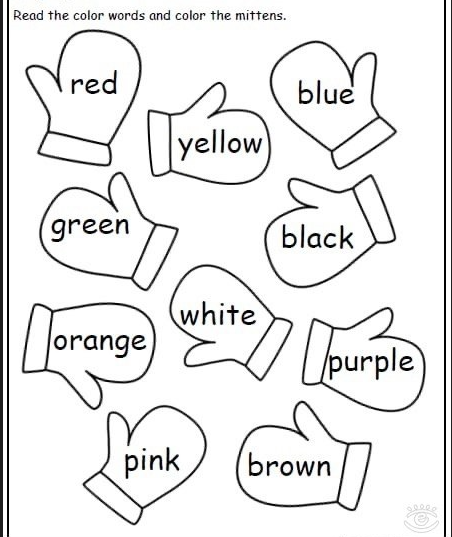 Read the color words and color the mittens.
red
blue
yellow
green
black
white
orange
purple
pink
brown